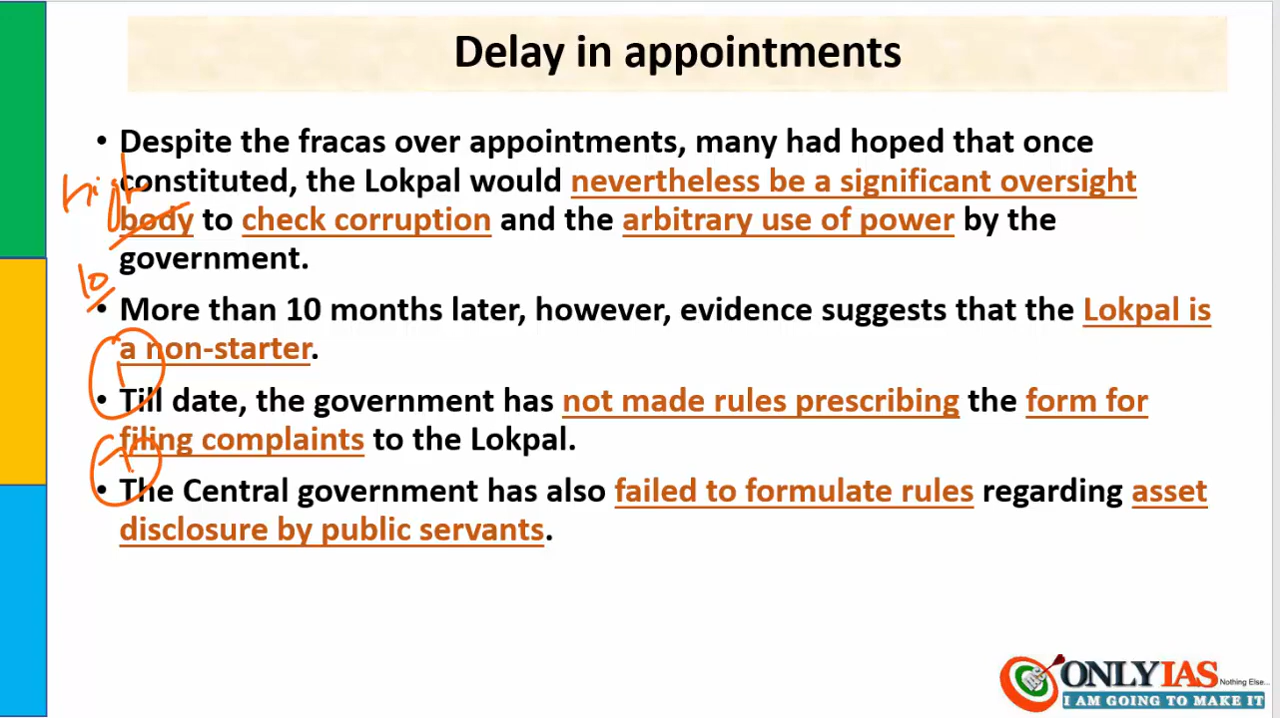 Delay in appointments
• Despite the fracas over appointments, many had hoped that once
constituted, the Lokpal would nevertheless be a significant oversight
body to check corruption and the arbitrary use of power by the
government.
high
10
• More than 10 months later, however, evidence suggests that the Lokpal is
a non-starter.
• Till date, the government has not made rules prescribing the form for
filing complaints to the Lokpal.
• The Central government has also failed to formulate rules regarding asset
disclosure by public servants.
ONLYIAS
Nothing Else...
I AM GOING TO MAKE IT